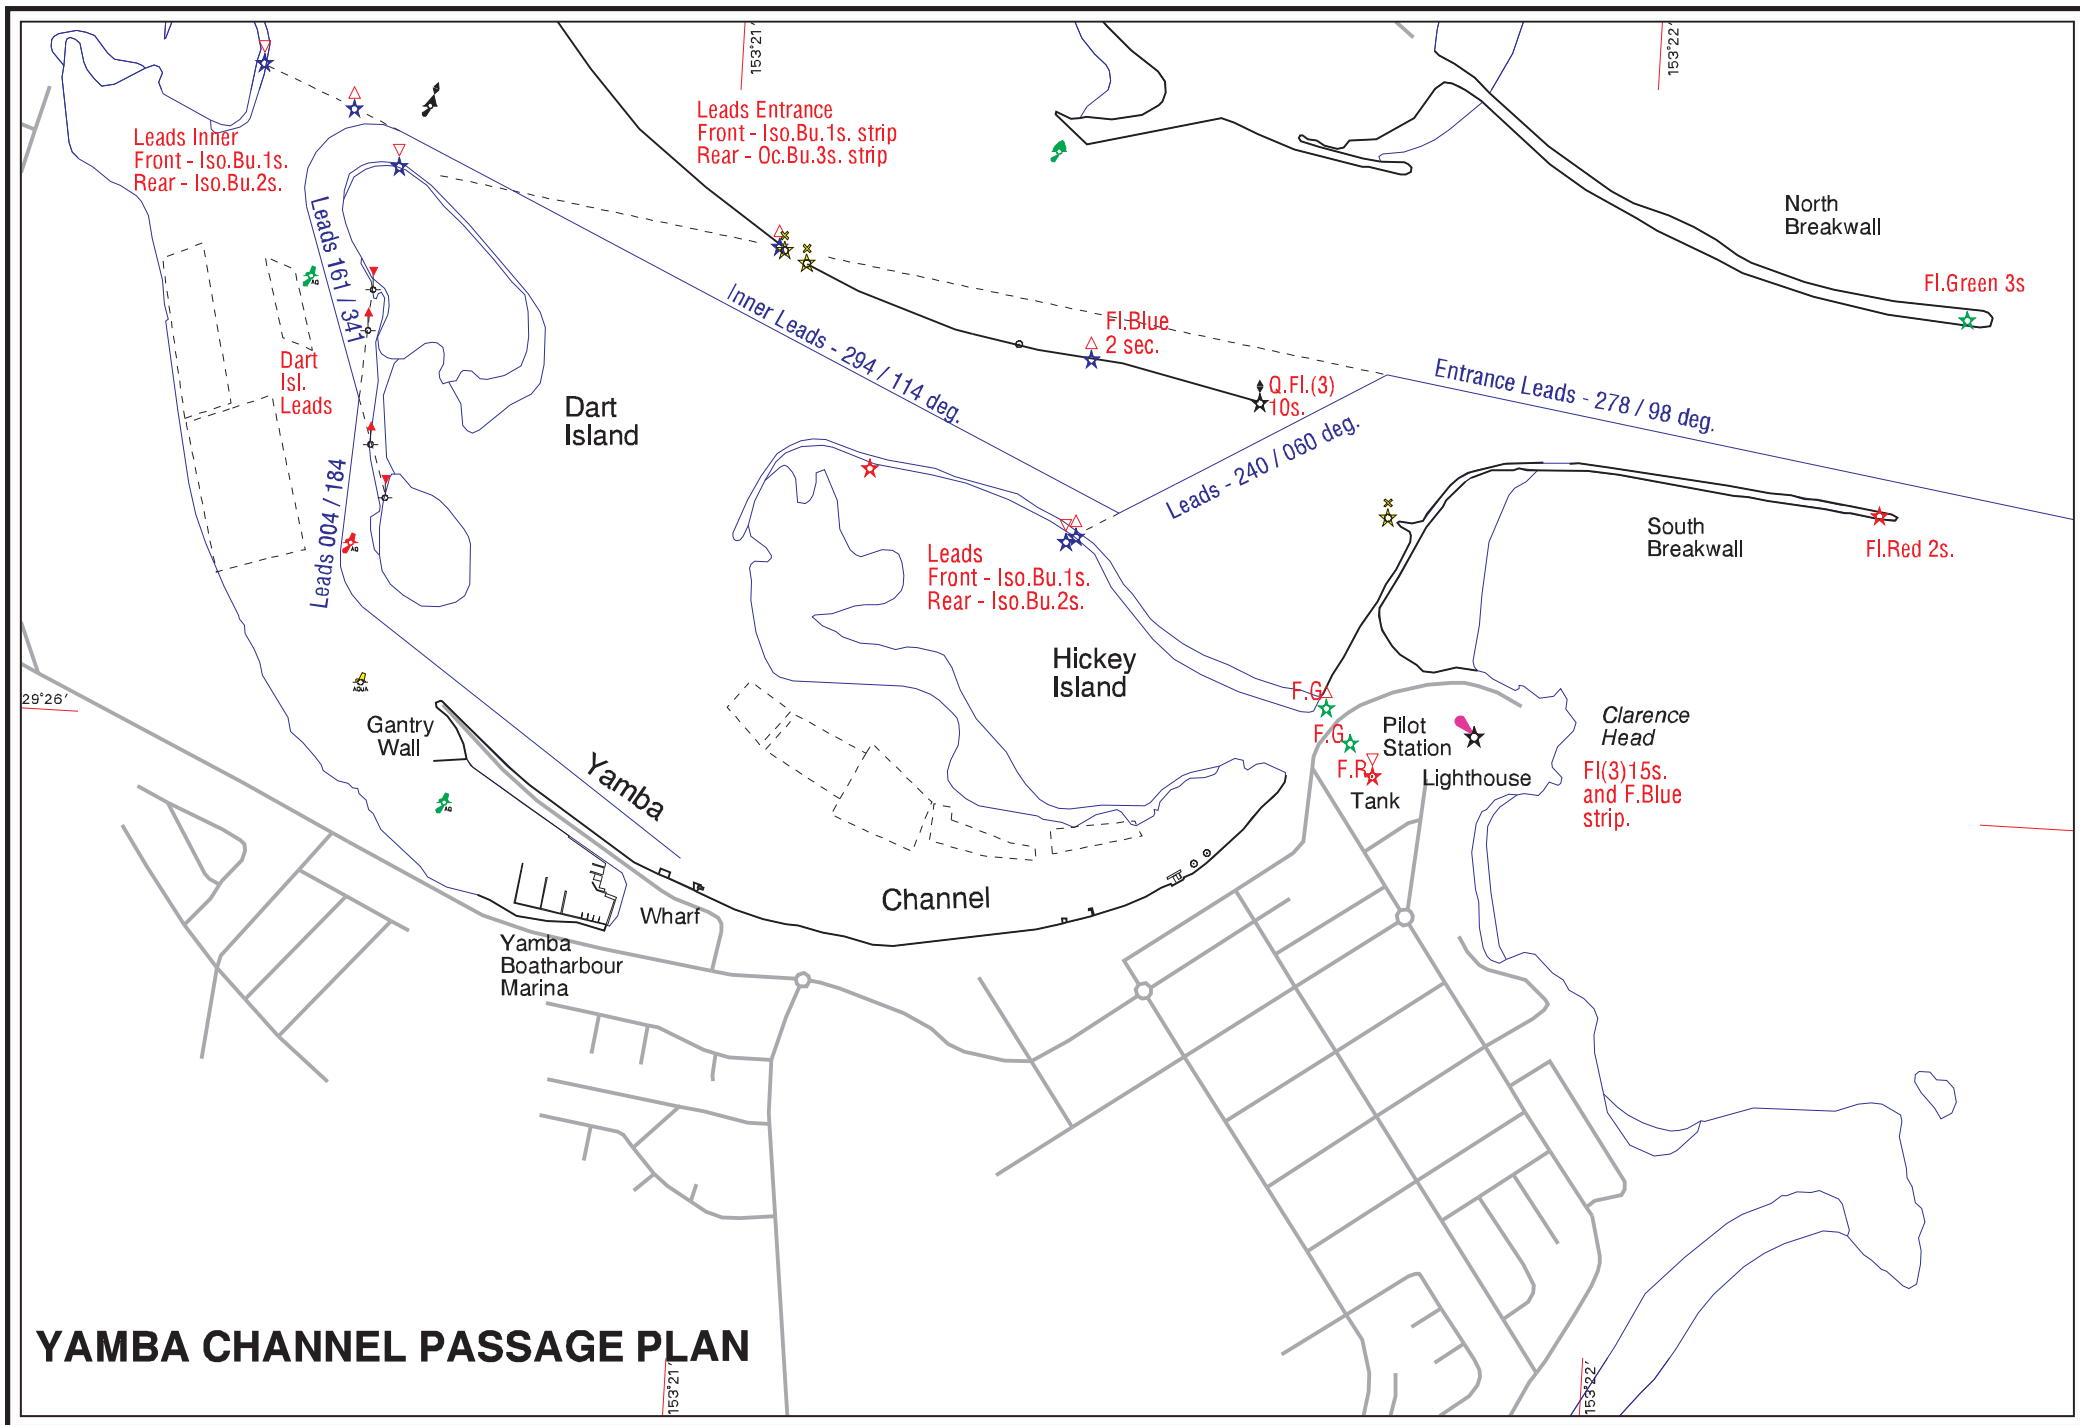 153°21'
153°22'
Leads Entrance
Front - Iso.Bu.1s. strip
Rear - Oc.Bu.3s. strip
Leads Inner
Front - Iso.Bu.1s.
Rear - Iso.Bu.2s.
North
Breakwall
Fl.Green 3s
Leads 161 / 341
Inner Leads - 294 / 114 deg.
Fl.Blue
2 sec.
AQ
Dart
Isl.
Leads
Q.Fl.(3)
10s.
Entrance Leads - 278 / 98 deg.
Dart
Island
Leads - 240 / 060 deg.
Leads 004 / 184
AQ
South
Breakwall
Fl.Red 2s.
Leads
Front - Iso.Bu.1s.
Rear - Iso.Bu.2s.
Hickey
Island
29°26'
AQUA
Gantry
Wall
F.G
F.G
F.R
Pilot
Station
Tank
Lighthouse
Clarence
Head
Fl(3)15s.
and F.Blue
strip.
AQ
Yamba
Channel
Wharf
Yamba
Boatharbour
Marina
YAMBA CHANNEL PASSAGE PLAN
153°21'
153°22'